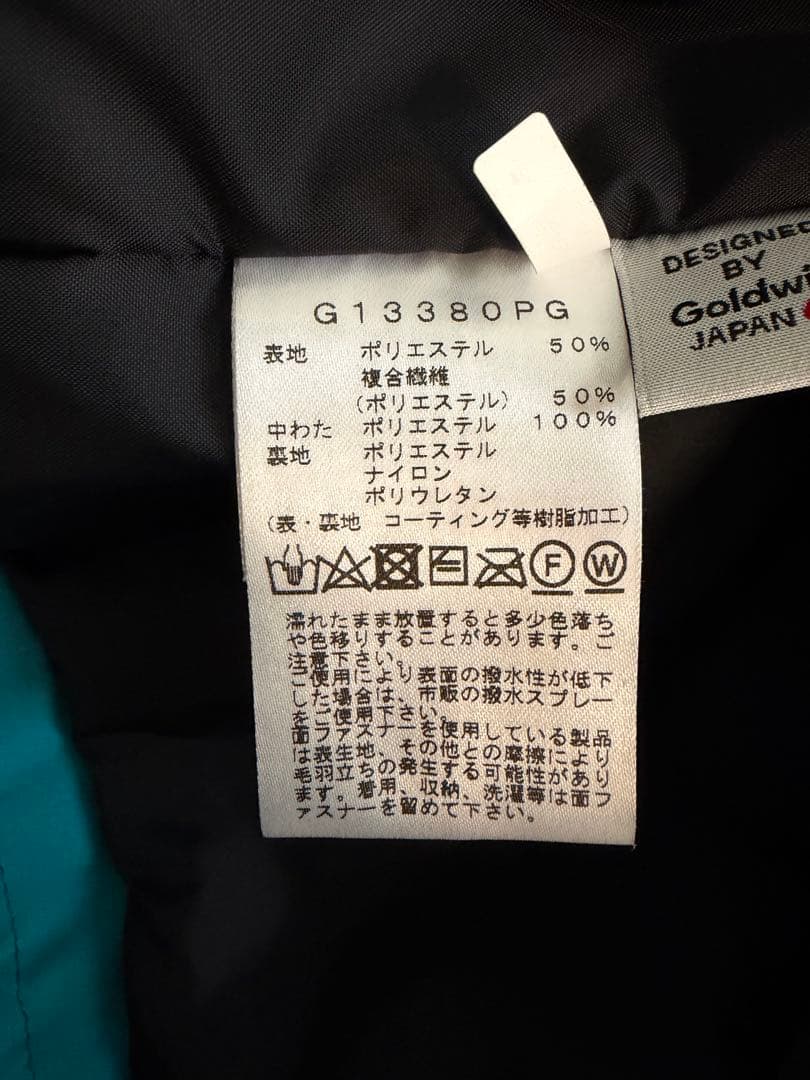 G13380PG
表地 ポリエステル 50%
複合繊維
(ポリエステル) 50%
中わた ポリエステル 100%
裏地 ポリエステル
ナイロン
ポリウレタン
(表・裏地 コーティング等樹脂加工)
F W
濡れたまま放置すると多少色落ち
や色移りすることがあります。ご
注意下さい。
ご使用により、表面の撥水性が低下
した場合は、市販の撥水スプレー
をご使用下さい。
面ファスナーを使用している製品
は表生地、その他との摩擦により
毛羽立ちの発生する可能性があり
ます。着用、収納、洗濯等は面フ
ァスナーを留めて下さい。
DESIGNED
BY
Goldwi
JAPAN